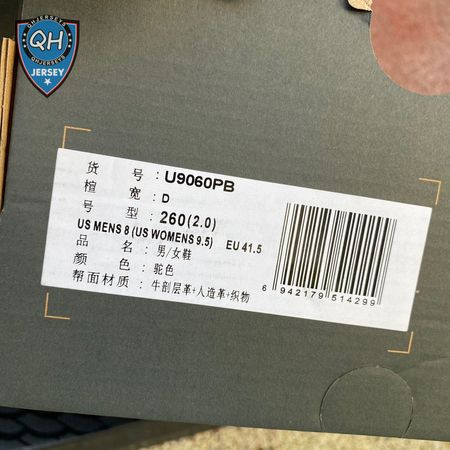 QHJERSEYS
QH
QHJERSEYS
JERSEY
货 号: U9060PB
楦 宽: D
号 型: 260(2.0)
US MENS 8 (US WOMENS 9.5) EU 41.5
品 名: 男/女鞋
颜 色: 驼色
帮面材质: 牛剖层革+人造革+织物
6 942179 514299